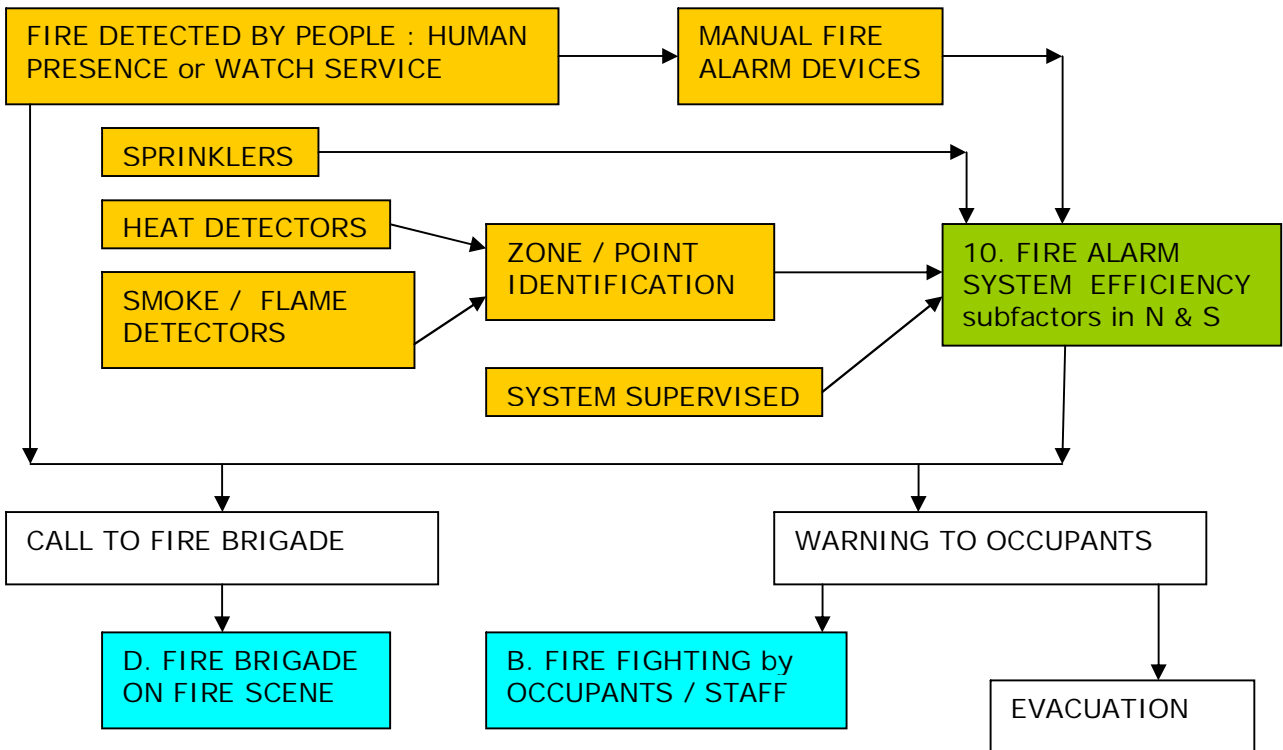 FIRE DETECTED BY PEOPLE : HUMAN
PRESENCE or WATCH SERVICE
MANUAL FIRE
ALARM DEVICES
SPRINKLERS
HEAT DETECTORS
SMOKE / FLAME
DETECTORS
ZONE / POINT
IDENTIFICATION
10. FIRE ALARM
SYSTEM EFFICIENCY
subfactors in N & S
SYSTEM SUPERVISED
CALL TO FIRE BRIGADE
WARNING TO OCCUPANTS
D. FIRE BRIGADE
ON FIRE SCENE
B. FIRE FIGHTING by
OCCUPANTS / STAFF
EVACUATION